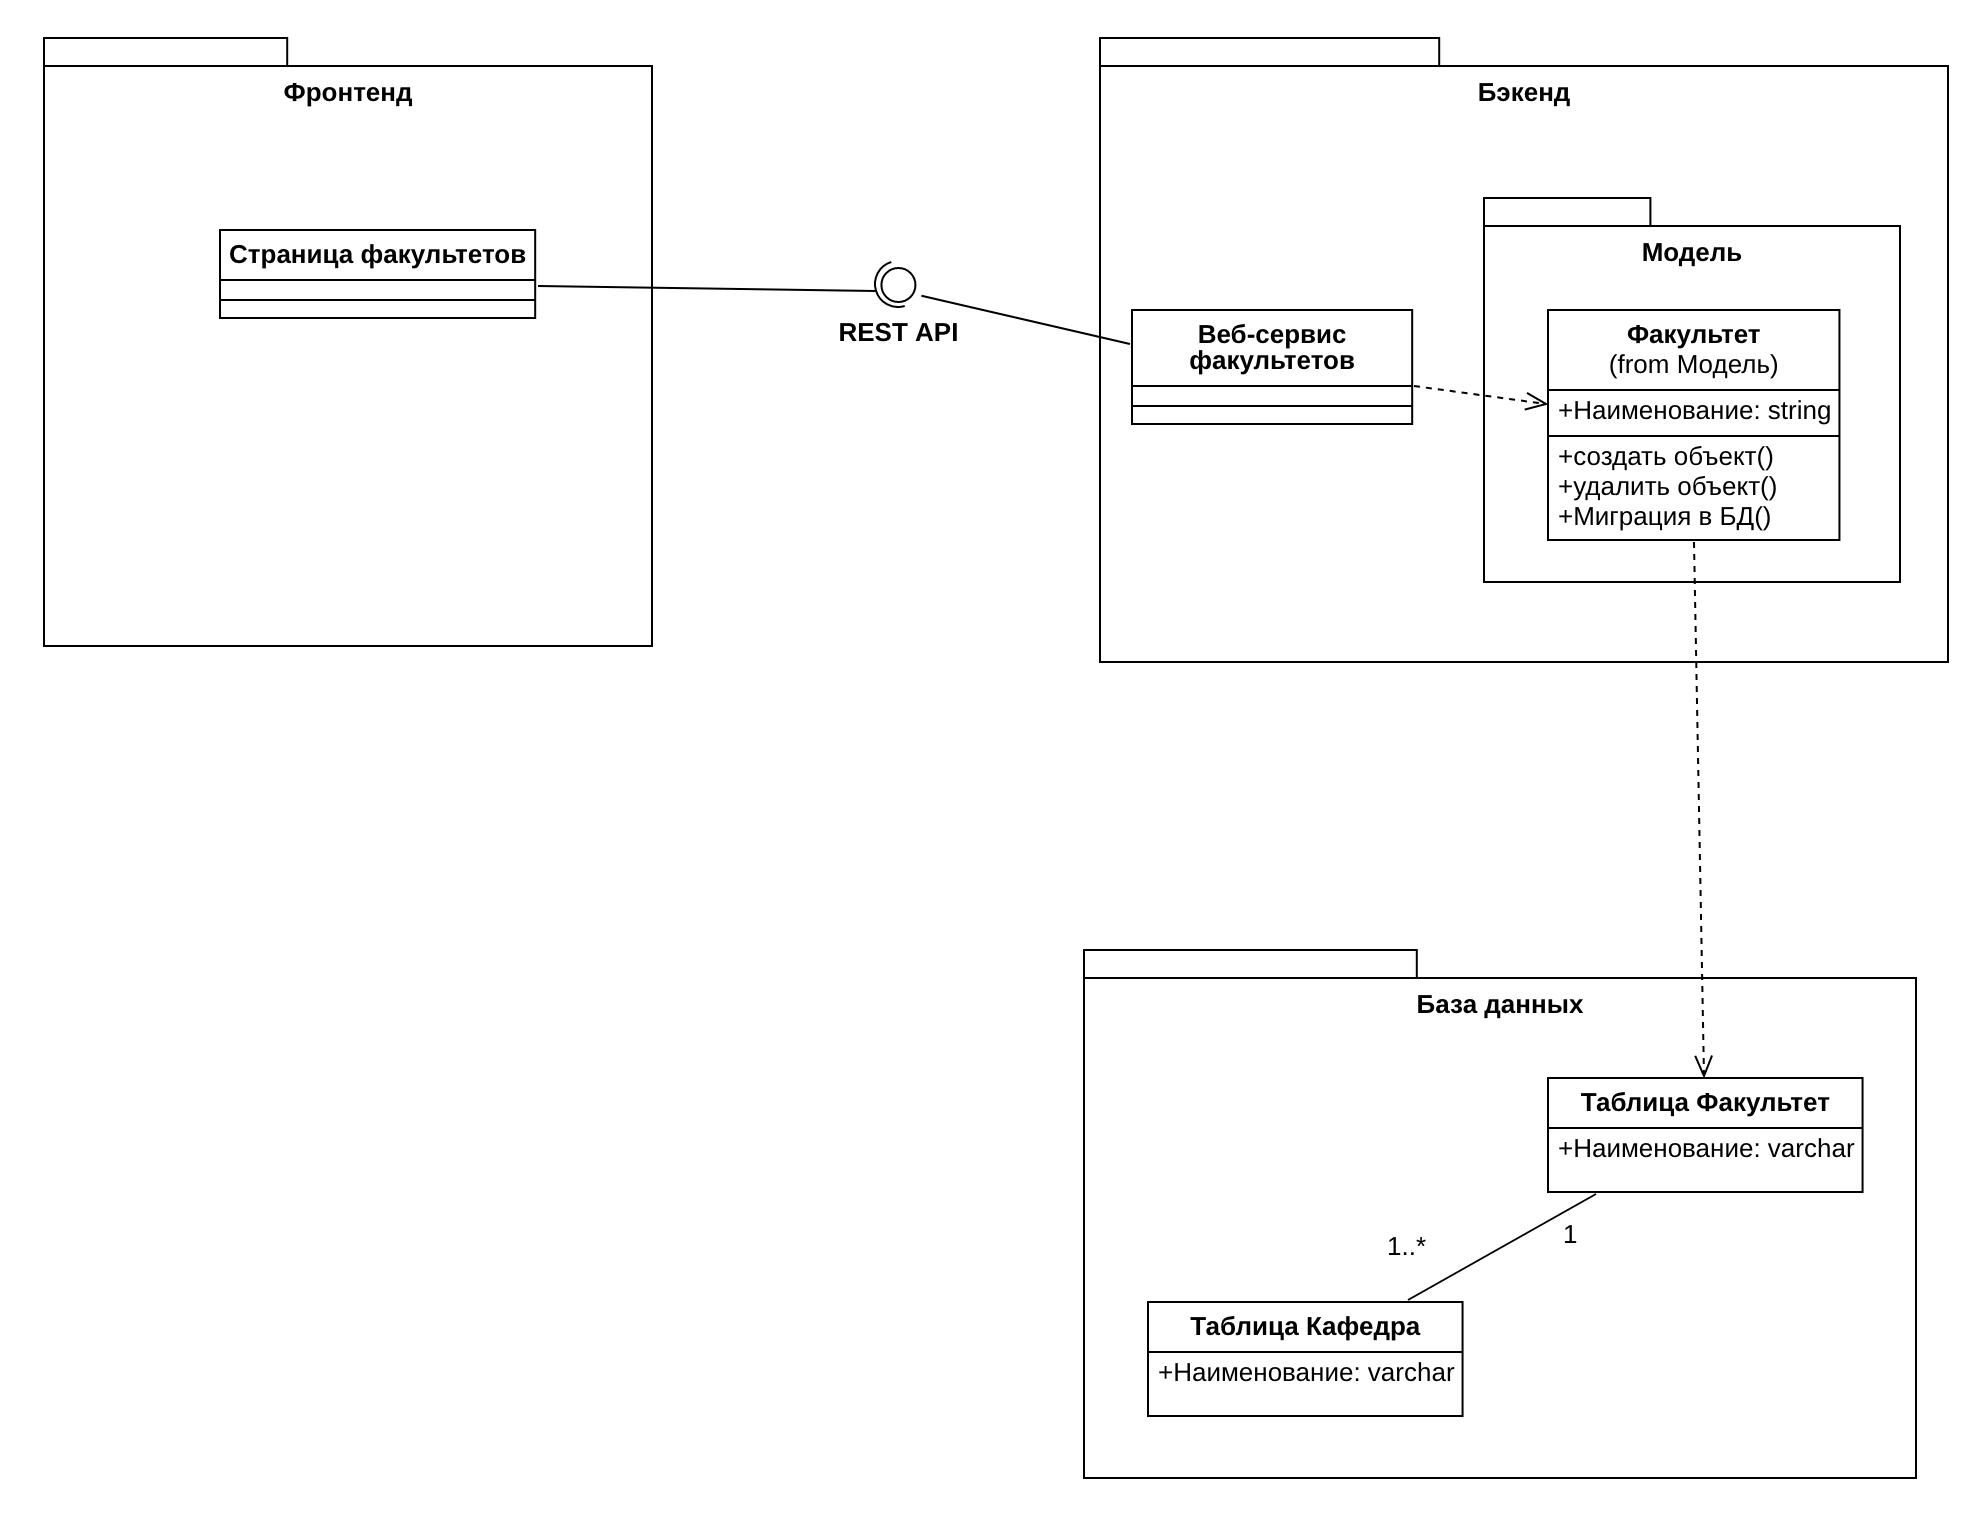 Фронтенд
Страница факультетов
REST API
Бэкенд
Веб-сервис
факультетов
Модель
Факультет
(from Модель)
+Наименование: string
+создать объект()
+удалить объект()
+Миграция в БД()
База данных
Таблица Факультет
+Наименование: varchar
1
1..*
Таблица Кафедра
+Наименование: varchar